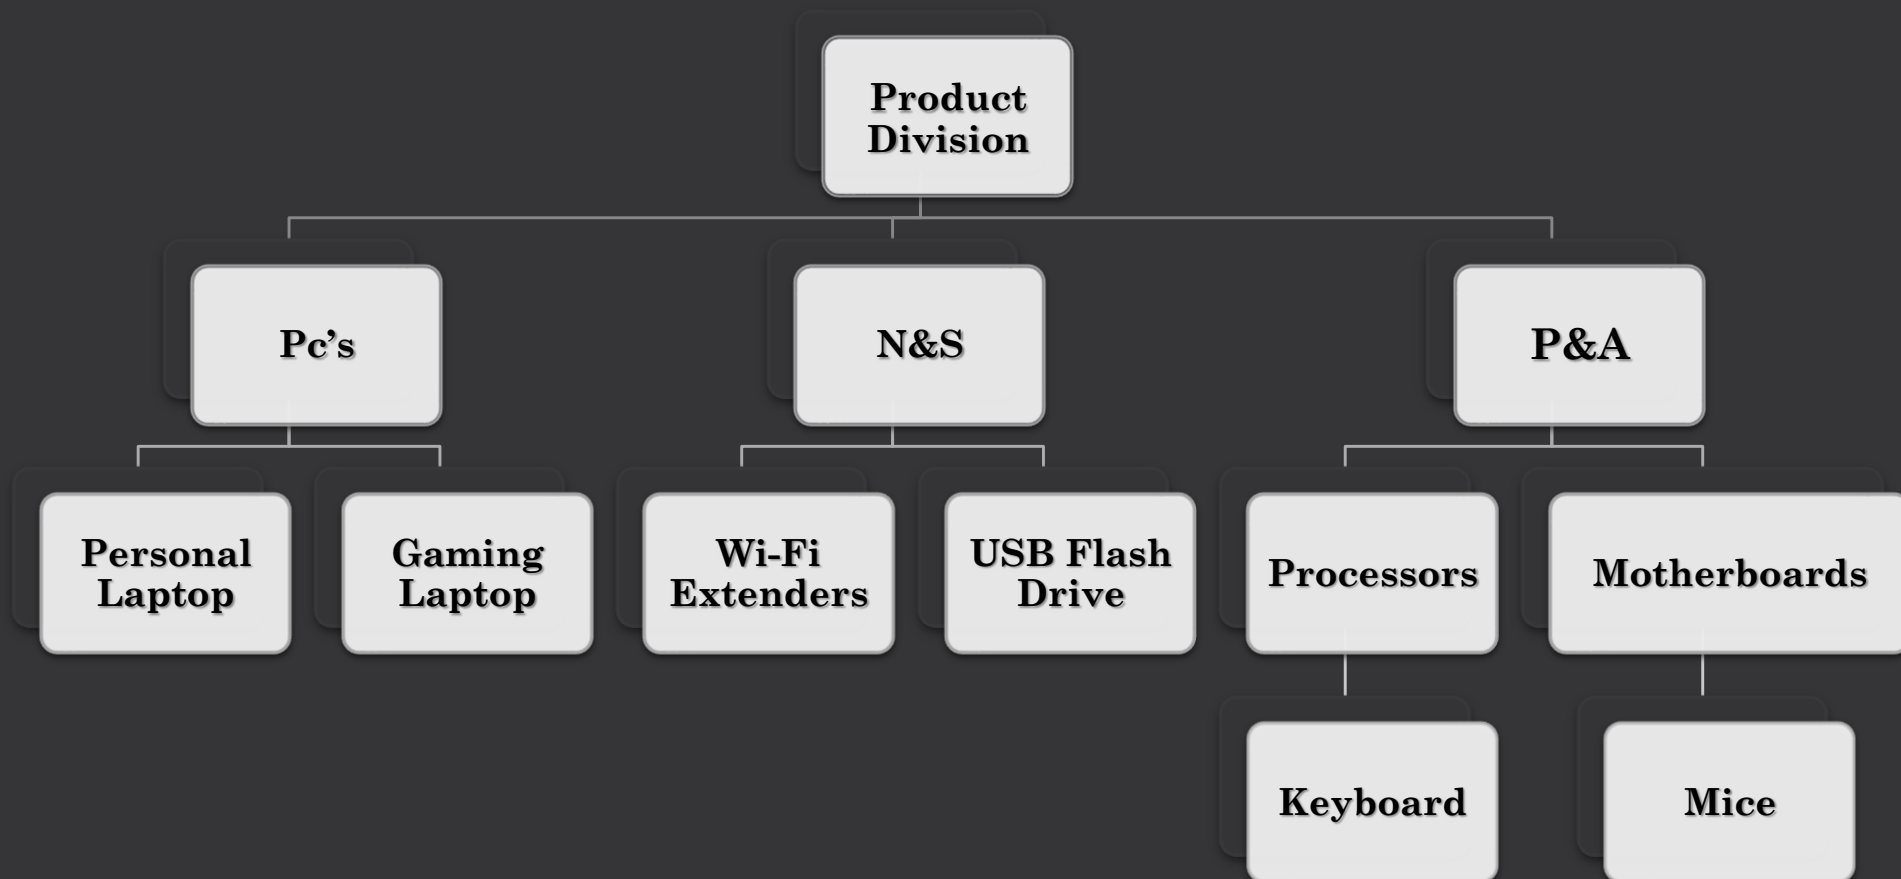 Product
Division
Pc’s
N&S
P&A
Personal
Laptop
Gaming
Laptop
Wi-Fi
Extenders
USB Flash
Drive
Processors
Motherboards
Keyboard
Mice